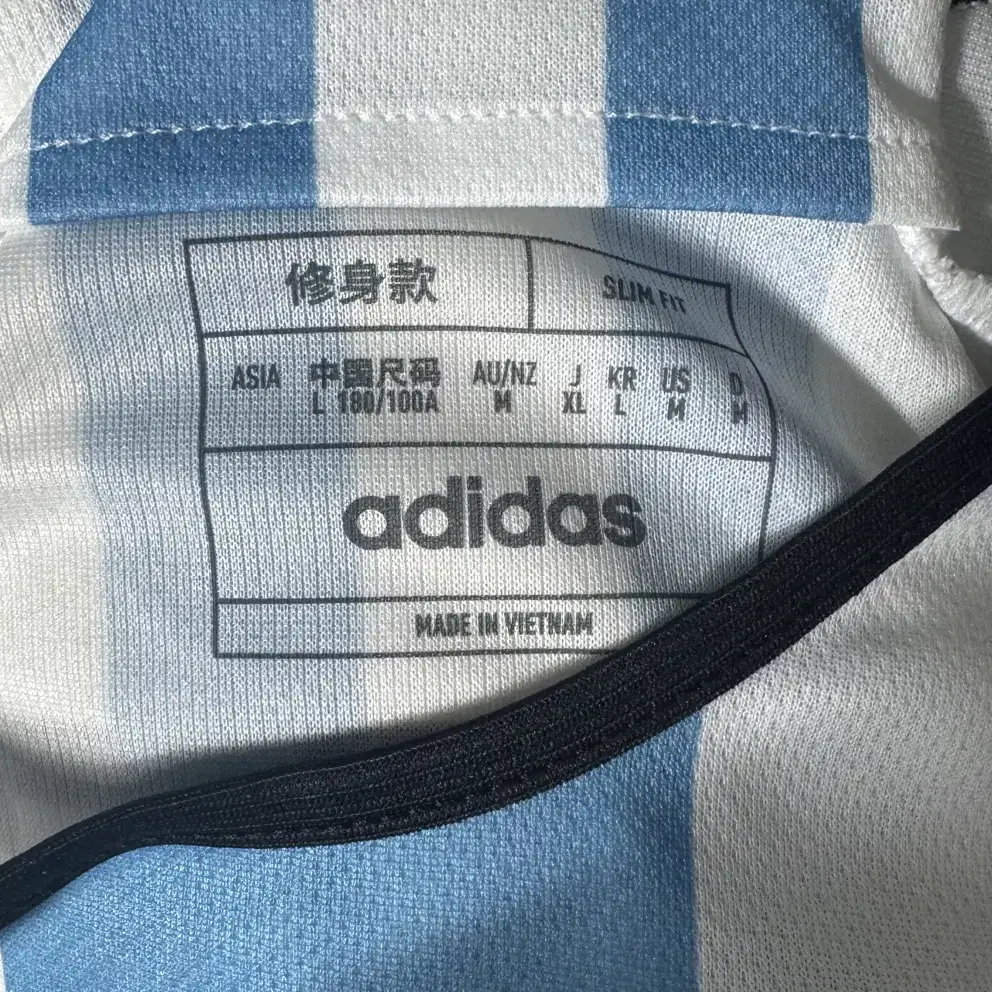 修身款 SLIM FIT
ASIA 中国尺码 AU/NZ J KR US D
L 180/100A M XL L M M
adidas
MADE IN VIETNAM